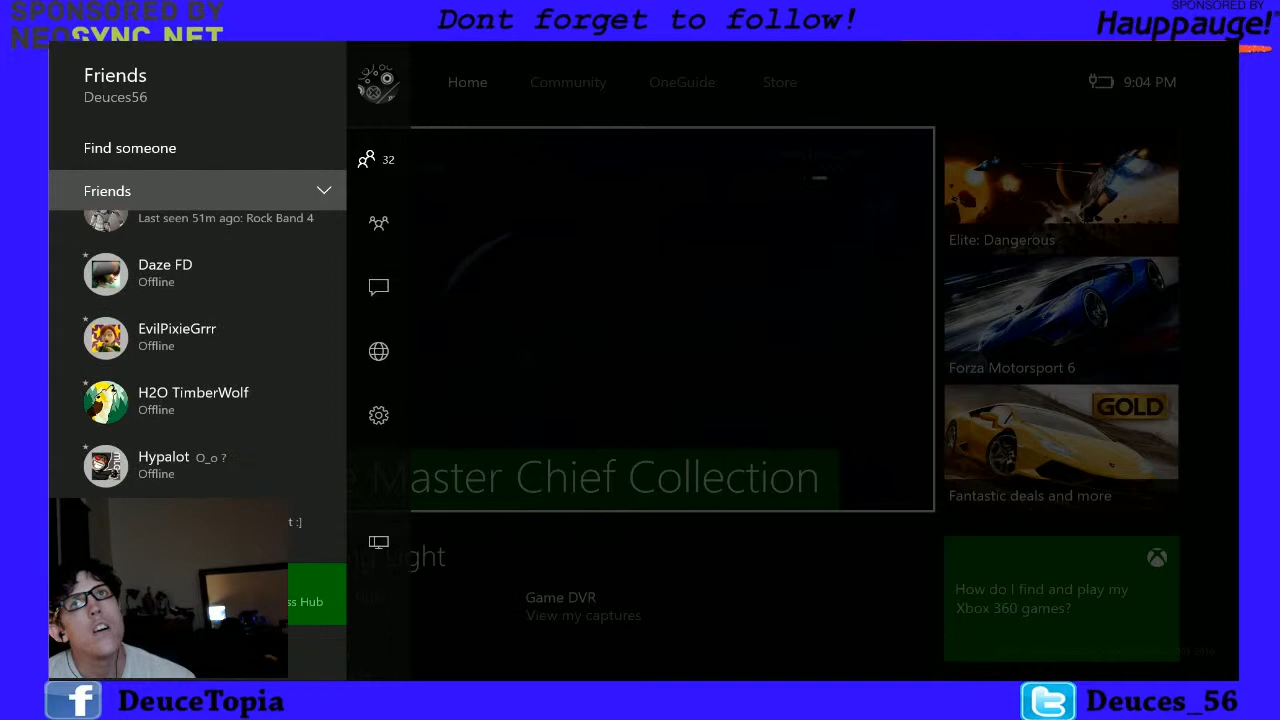 SPONSORED BY
NEOSYNC.NET
Dont forget to follow!
SPONSORED BY
Hauppauge!
Friends
Deuces56
Find someone
Friends
Last seen 51m ago: Rock Band 4
Daze FD
Offline
EvilPixieGrrr
Offline
H2O TimberWolf
Offline
Hypalot O_o ?
Offline
t :]
ss Hub
32
Home Community OneGuide Store
9:04 PM
e Master Chief Collection
Elite: Dangerous
Forza Motorsport 6
GOLD
Fantastic deals and more
ght
Game DVR
View my captures
How do I find and play my
Xbox 360 games?
f DeuceTopia
Deuces_56